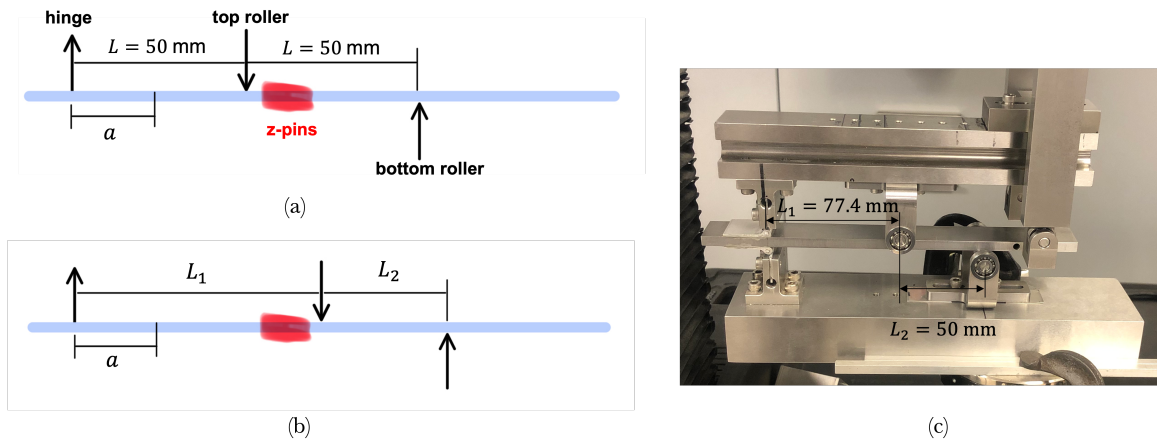 hinge
top roller
L = 50 mm
L = 50 mm
a
z-pins
bottom roller
(a)
L₁
L₂
a
(b)
L₁ = 77.4 mm
L₂ = 50 mm
(c)